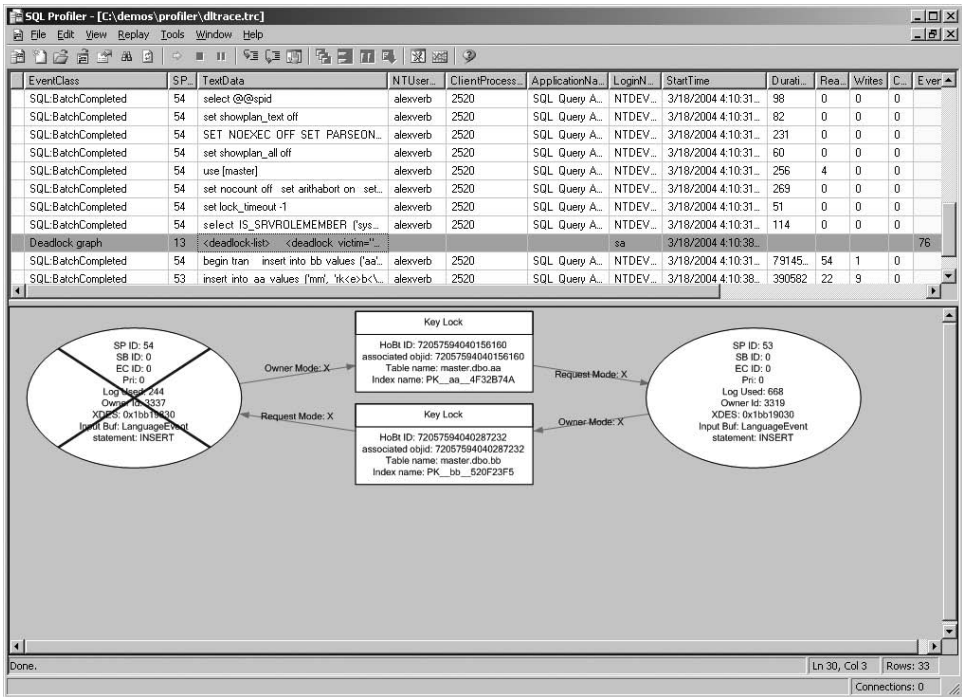 SQL Profiler - [C:\demos\profiler\dltrace.trc]
File Edit View Replay Tools Window Help
EventClass SP... TextData NTUser... ClientProcess... ApplicationNa... LoginN... StartTime Durati... Rea... Writes C... Even
SQL:BatchCompleted 54 select @@spid alexverb 2520 SQL Query A... NTDEV... 3/18/2004 4:10:31... 98 0 0 0
SQL:BatchCompleted 54 set showplan_text off alexverb 2520 SQL Query A... NTDEV... 3/18/2004 4:10:31... 82 0 0 0
SQL:BatchCompleted 54 SET NOEXEC OFF SET PARSEON... alexverb 2520 SQL Query A... NTDEV... 3/18/2004 4:10:31... 231 0 0 0
SQL:BatchCompleted 54 set showplan_all off alexverb 2520 SQL Query A... NTDEV... 3/18/2004 4:10:31... 60 0 0 0
SQL:BatchCompleted 54 use [master] alexverb 2520 SQL Query A... NTDEV... 3/18/2004 4:10:31... 256 4 0 0
SQL:BatchCompleted 54 set nocount off set arithabort on set... alexverb 2520 SQL Query A... NTDEV... 3/18/2004 4:10:31... 269 0 0 0
SQL:BatchCompleted 54 set lock_timeout -1 alexverb 2520 SQL Query A... NTDEV... 3/18/2004 4:10:31... 51 0 0 0
SQL:BatchCompleted 54 select IS_SRVROLEMEMBER ('sys... alexverb 2520 SQL Query A... NTDEV... 3/18/2004 4:10:31... 114 0 0 0
Deadlock graph 13 <deadlock-list> <deadlock victim="... sa 3/18/2004 4:10:38... 76
SQL:BatchCompleted 54 begin tran insert into bb values ('aa'... alexverb 2520 SQL Query A... NTDEV... 3/18/2004 4:10:31... 79145... 54 1 0
SQL:BatchCompleted 53 insert into aa values ('mm', 'rk<e>b<\... alexverb 2520 SQL Query A... NTDEV... 3/18/2004 4:10:38... 390582 22 9 0
SP ID: 54
SB ID: 0
EC ID: 0
Pri: 0
Log Used: 244
Owner Id: 3337
XDES: 0x1bb19830
Input Buf: LanguageEvent
statement: INSERT
Owner Mode: X
Request Mode: X
Key Lock
HoBt ID: 72057594040156160
associated objid: 72057594040156160
Table name: master.dbo.aa
Index name: PK__aa__4F32B74A
Key Lock
HoBt ID: 72057594040287232
associated objid: 72057594040287232
Table name: master.dbo.bb
Index name: PK__bb__520F23F5
Request Mode: X
Owner Mode: X
SP ID: 53
SB ID: 0
EC ID: 0
Pri: 0
Log Used: 668
Owner Id: 3319
XDES: 0x1bb19030
Input Buf: LanguageEvent
statement: INSERT
Done.
Ln 30, Col 3
Rows: 33
Connections: 0